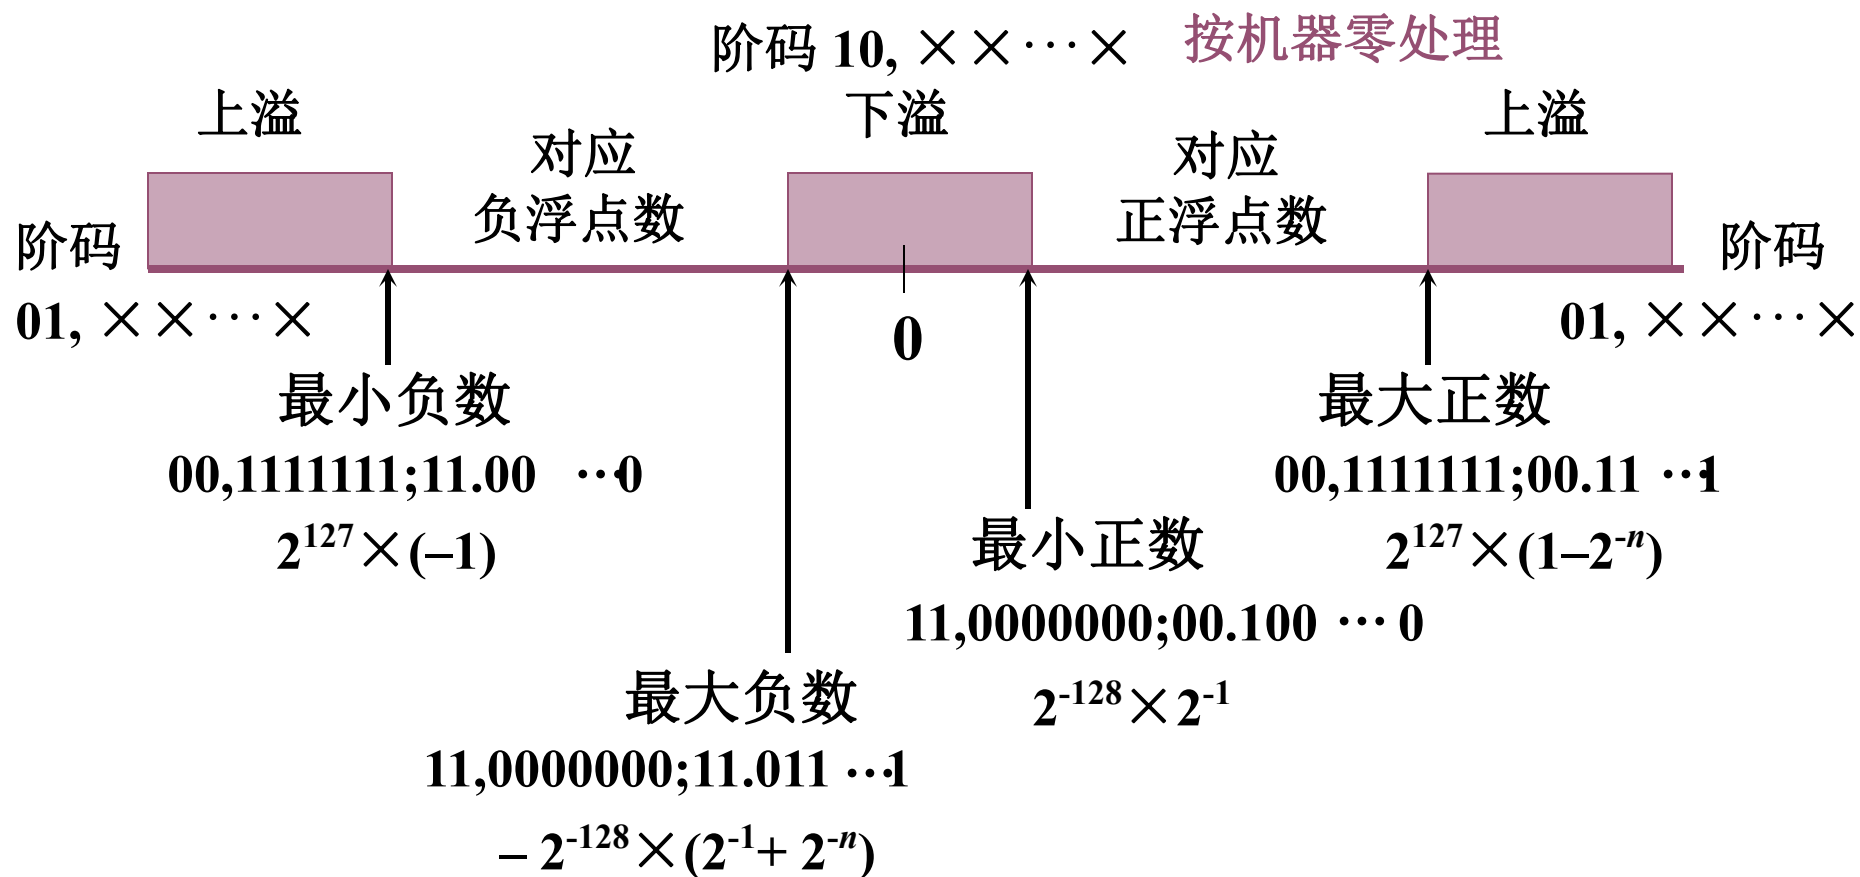 阶码 10, ××⋯× 按机器零处理
上溢 下溢 上溢
对应
负浮点数
对应
正浮点数
阶码
01, ××⋯×
阶码
01, ××⋯×
0
最小负数
00,1111111;11.00 ⋯0
2¹²⁷×(–1)
最大正数
00,1111111;00.11 ⋯1
2¹²⁷×(1–2⁻ⁿ)
最小正数
11,0000000;00.100 ⋯ 0
2⁻¹²⁸×2⁻¹
最大负数
11,0000000;11.011 ⋯1
– 2⁻¹²⁸×(2⁻¹+ 2⁻ⁿ)